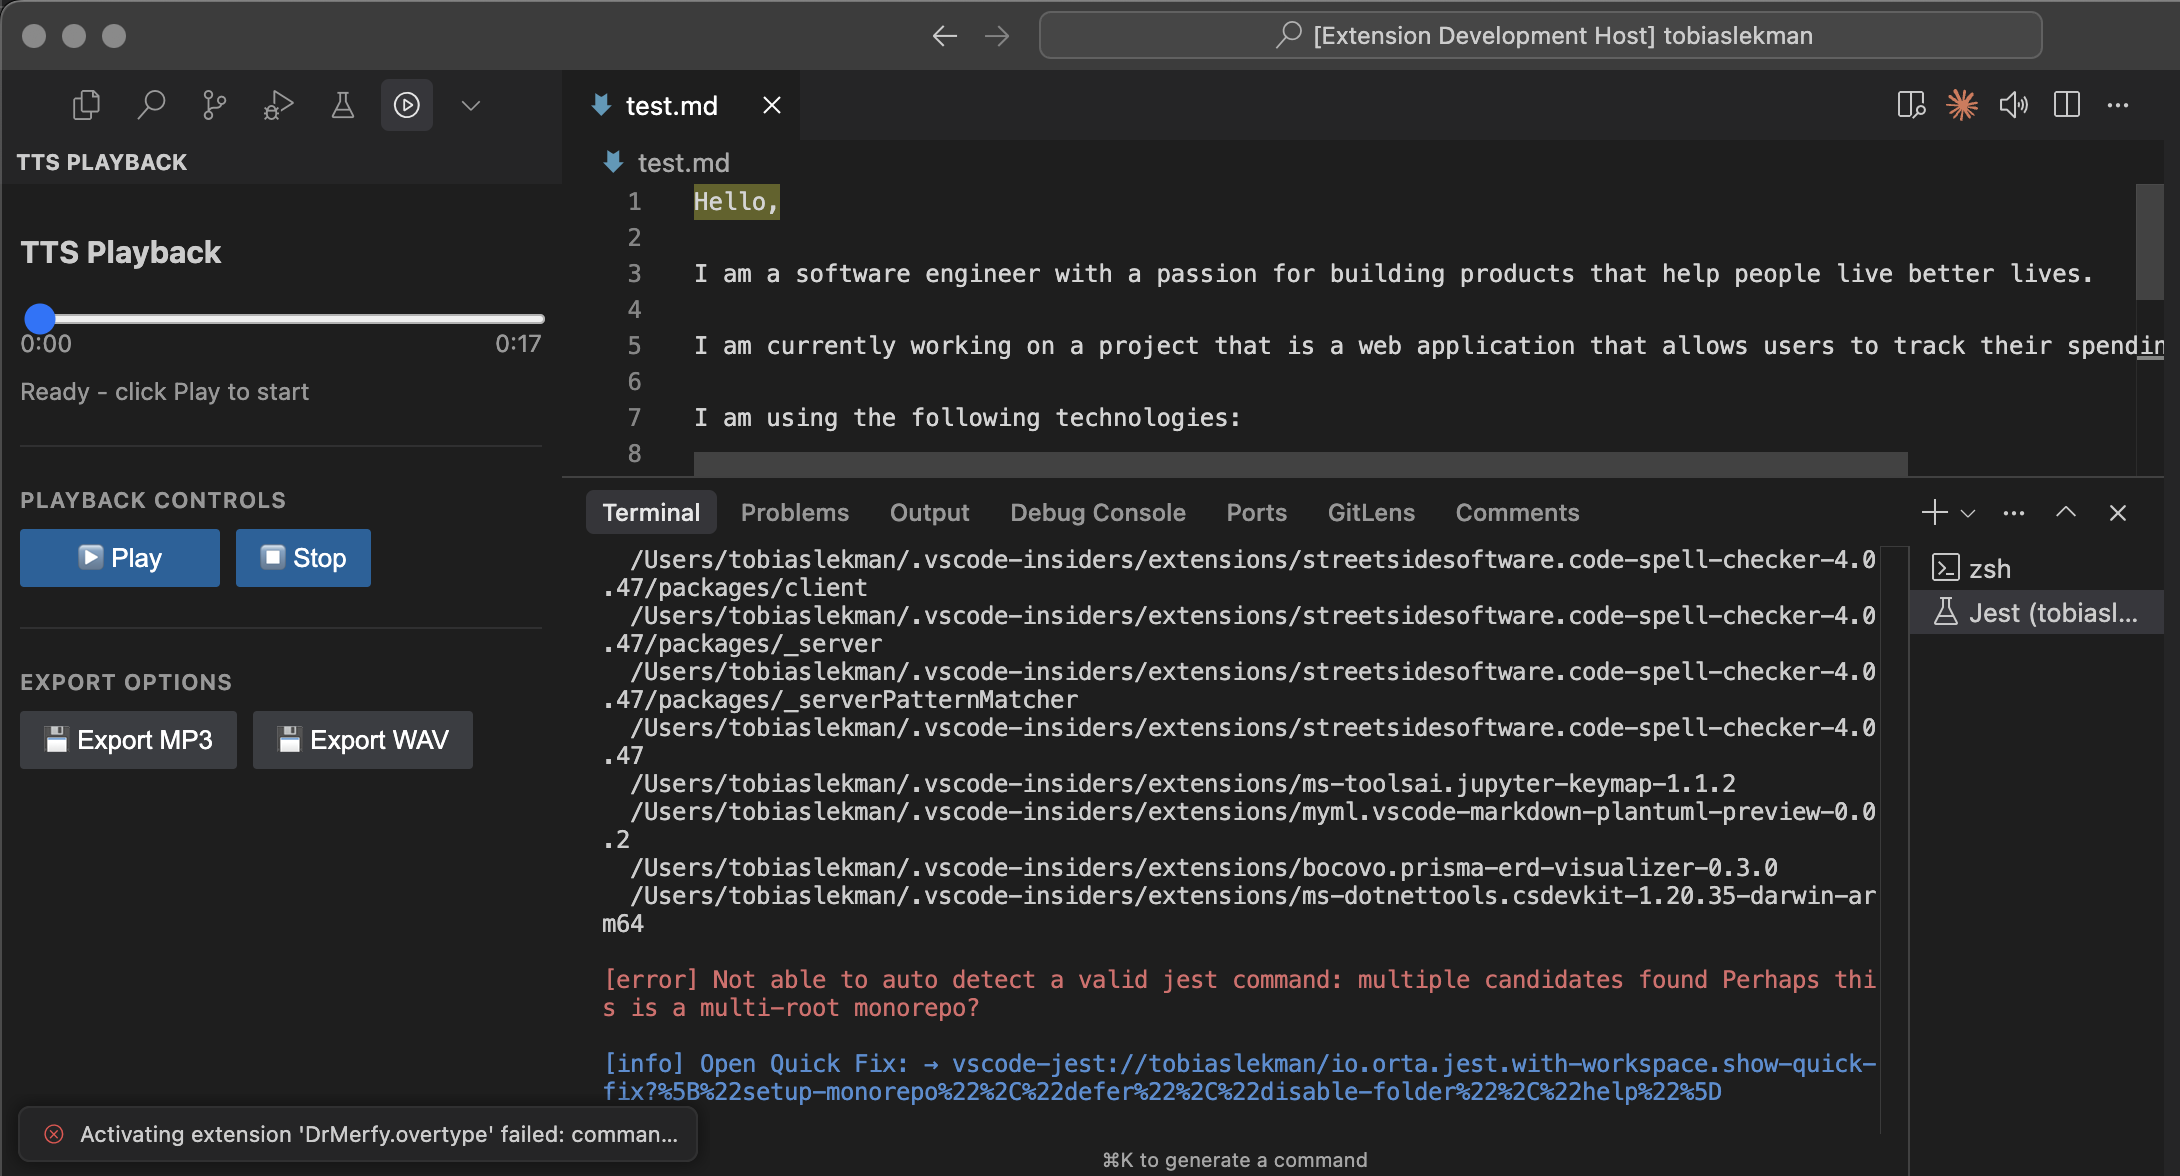 [Extension Development Host] tobiaslekman
TTS PLAYBACK
TTS Playback
0:00
0:17
Ready - click Play to start
PLAYBACK CONTROLS
Play
Stop
EXPORT OPTIONS
Export MP3
Export WAV
test.md
test.md
1 Hello,
2
3 I am a software engineer with a passion for building products that help people live better lives.
4
5 I am currently working on a project that is a web application that allows users to track their spendin
6
7 I am using the following technologies:
8
Terminal
Problems
Output
Debug Console
Ports
GitLens
Comments
/Users/tobiaslekman/.vscode-insiders/extensions/streetsidesoftware.code-spell-checker-4.0
.47/packages/client
/Users/tobiaslekman/.vscode-insiders/extensions/streetsidesoftware.code-spell-checker-4.0
.47/packages/_server
/Users/tobiaslekman/.vscode-insiders/extensions/streetsidesoftware.code-spell-checker-4.0
.47/packages/_serverPatternMatcher
/Users/tobiaslekman/.vscode-insiders/extensions/streetsidesoftware.code-spell-checker-4.0
.47
/Users/tobiaslekman/.vscode-insiders/extensions/ms-toolsai.jupyter-keymap-1.1.2
/Users/tobiaslekman/.vscode-insiders/extensions/myml.vscode-markdown-plantuml-preview-0.0
.2
/Users/tobiaslekman/.vscode-insiders/extensions/bocovo.prisma-erd-visualizer-0.3.0
/Users/tobiaslekman/.vscode-insiders/extensions/ms-dotnettools.csdevkit-1.20.35-darwin-ar
m64
[error] Not able to auto detect a valid jest command: multiple candidates found Perhaps thi
s is a multi-root monorepo?
[info] Open Quick Fix: → vscode-jest://tobiaslekman/io.orta.jest.with-workspace.show-quick-
fix?%5B%22setup-monorepo%22%2C%22defer%22%2C%22disable-folder%22%2C%22help%22%5D
zsh
Jest (tobiasl...
Activating extension 'DrMerfy.overtype' failed: comman...
⌘K to generate a command